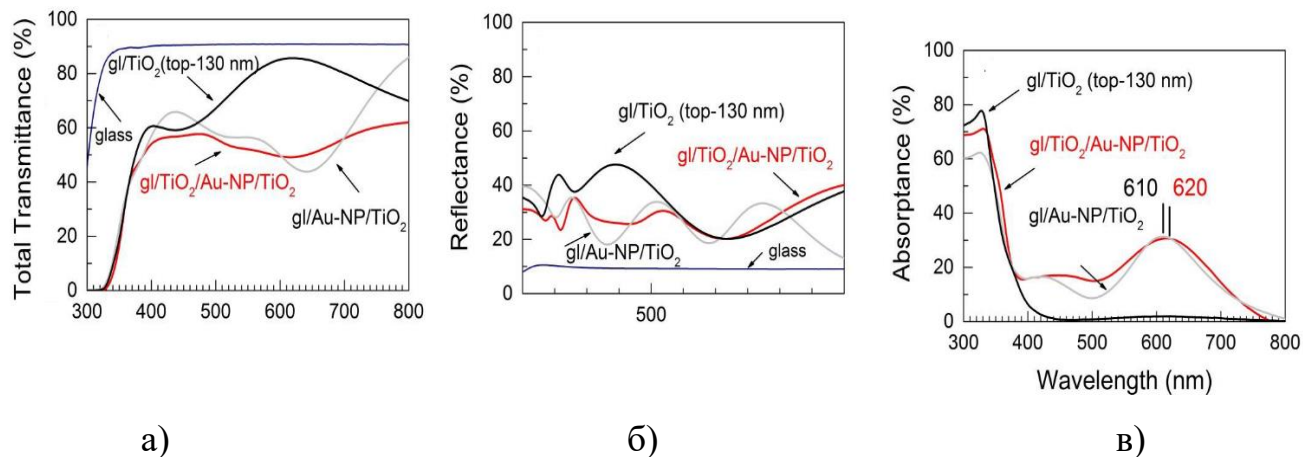 Total Transmittance (%)
100
80
60
40
20
0
300 400 500 600 700 800
gl/TiO₂(top-130 nm)
glass
gl/TiO₂/Au-NP/TiO₂
gl/Au-NP/TiO₂
а)
Reflectance (%)
100
80
60
40
20
0
500
gl/TiO₂ (top-130 nm)
gl/TiO₂/Au-NP/TiO₂
gl/Au-NP/TiO₂
glass
б)
Absorptance (%)
100
80
60
40
20
0
300 400 500 600 700 800
Wavelength (nm)
gl/TiO₂ (top-130 nm)
gl/TiO₂/Au-NP/TiO₂
610 620
gl/Au-NP/TiO₂
в)